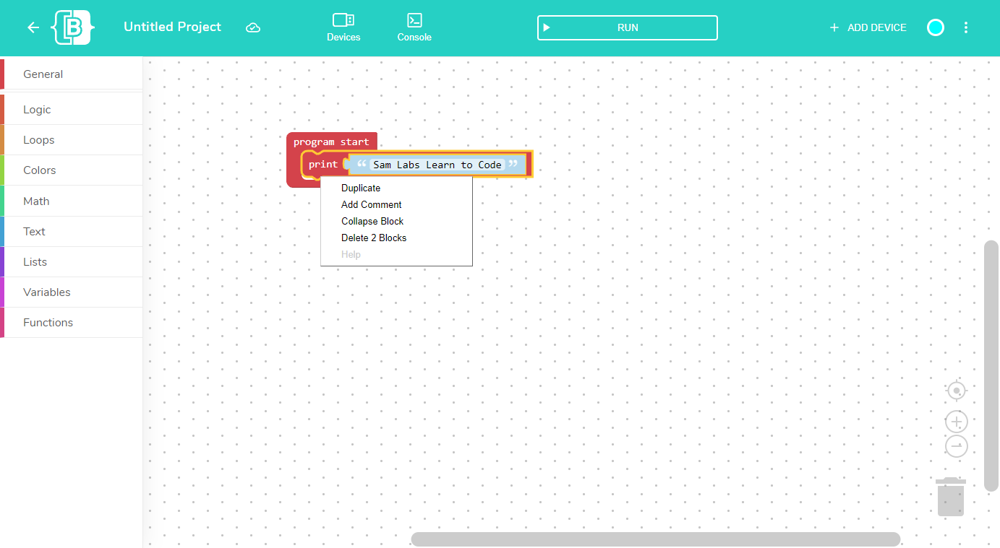 B
Untitled Project
Devices
Console
RUN
+ ADD DEVICE
General
Logic
Loops
Colors
Math
Text
Lists
Variables
Functions
program start
print “ Sam Labs Learn to Code ”
Duplicate
Add Comment
Collapse Block
Delete 2 Blocks
Help